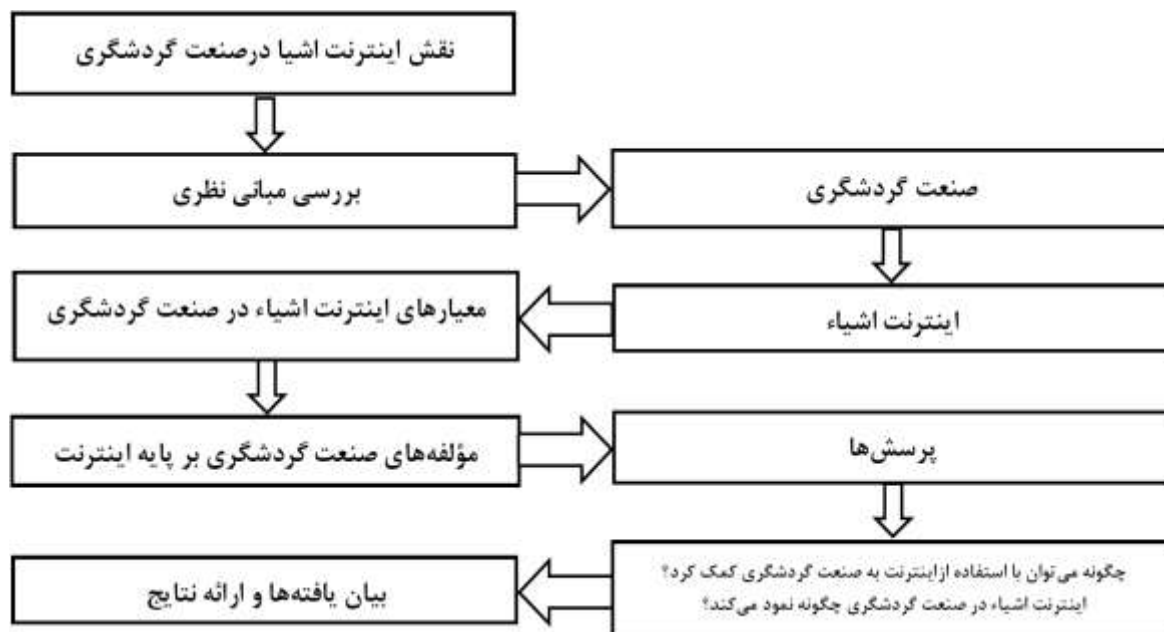 نقش اینترنت اشیا درصنعت گردشگری
بررسی مبانی نظری
صنعت گردشگری
اینترنت اشیاء
معیارهای اینترنت اشیاء در صنعت گردشگری
مؤلفه‌های صنعت گردشگری بر پایه اینترنت
پرسش‌ها
چگونه می‌توان با استفاده ازاینترنت به صنعت گردشگری کمک کرد؟
اینترنت اشیاء در صنعت گردشگری چگونه نمود می‌کند؟
بیان یافته‌ها و ارائه نتایج